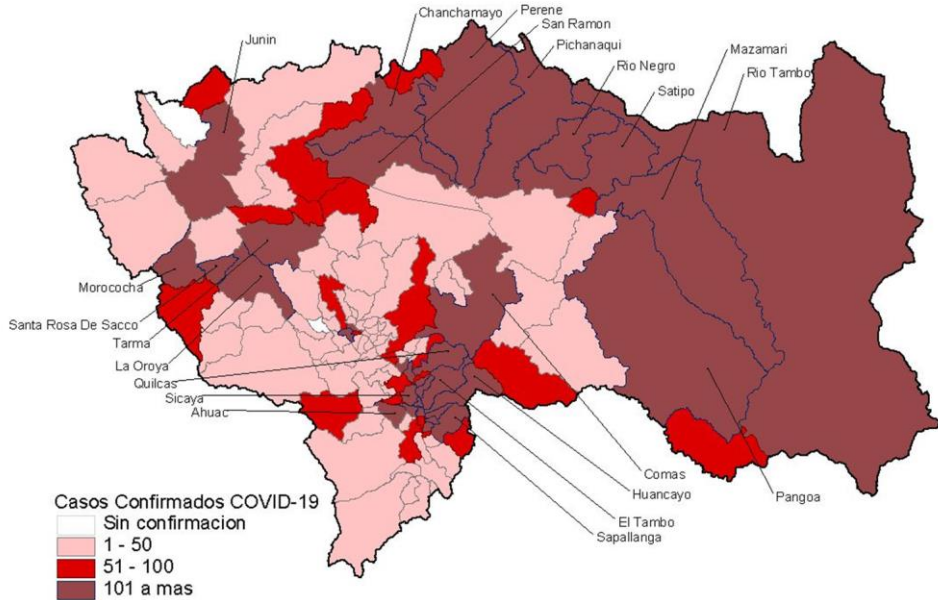 Perene
Chanchamayo
San Ramon
Junin
Pichanaqui
Mazamari
Rio Negro
Rio Tambo
Satipo
Morococha
Santa Rosa De Sacco
Tarma
La Oroya
Quilcas
Sicaya
Ahuac
Comas
Huancayo
Pangoa
El Tambo
Sapallanga
Casos Confirmados COVID-19
Sin confirmacion
1 - 50
51 - 100
101 a mas